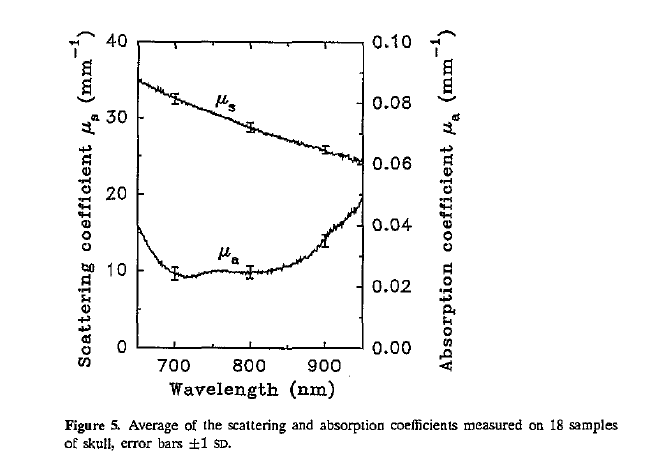 40
30
20
10
0
Scattering coefficient μs (mm⁻¹)
0.10
0.08
0.06
0.04
0.02
0.00
Absorption coefficient μa (mm⁻¹)
μs
μa
700 800 900
Wavelength (nm)
Figure 5. Average of the scattering and absorption coefficients measured on 18 samples
of skull, error bars ±1 SD.